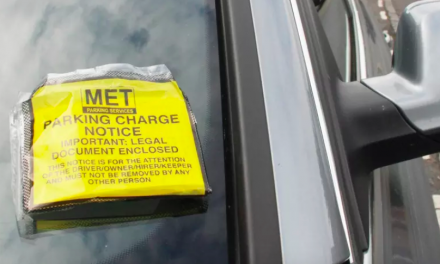 MET
PARKING SERVICES
PARKING CHARGE
NOTICE
IMPORTANT: LEGAL
DOCUMENT ENCLOSED
THIS NOTICE IS FOR THE ATTENTION
OF THE DRIVER/OWNER/HIRER/KEEPER
AND MUST NOT BE REMOVED BY ANY
OTHER PERSON